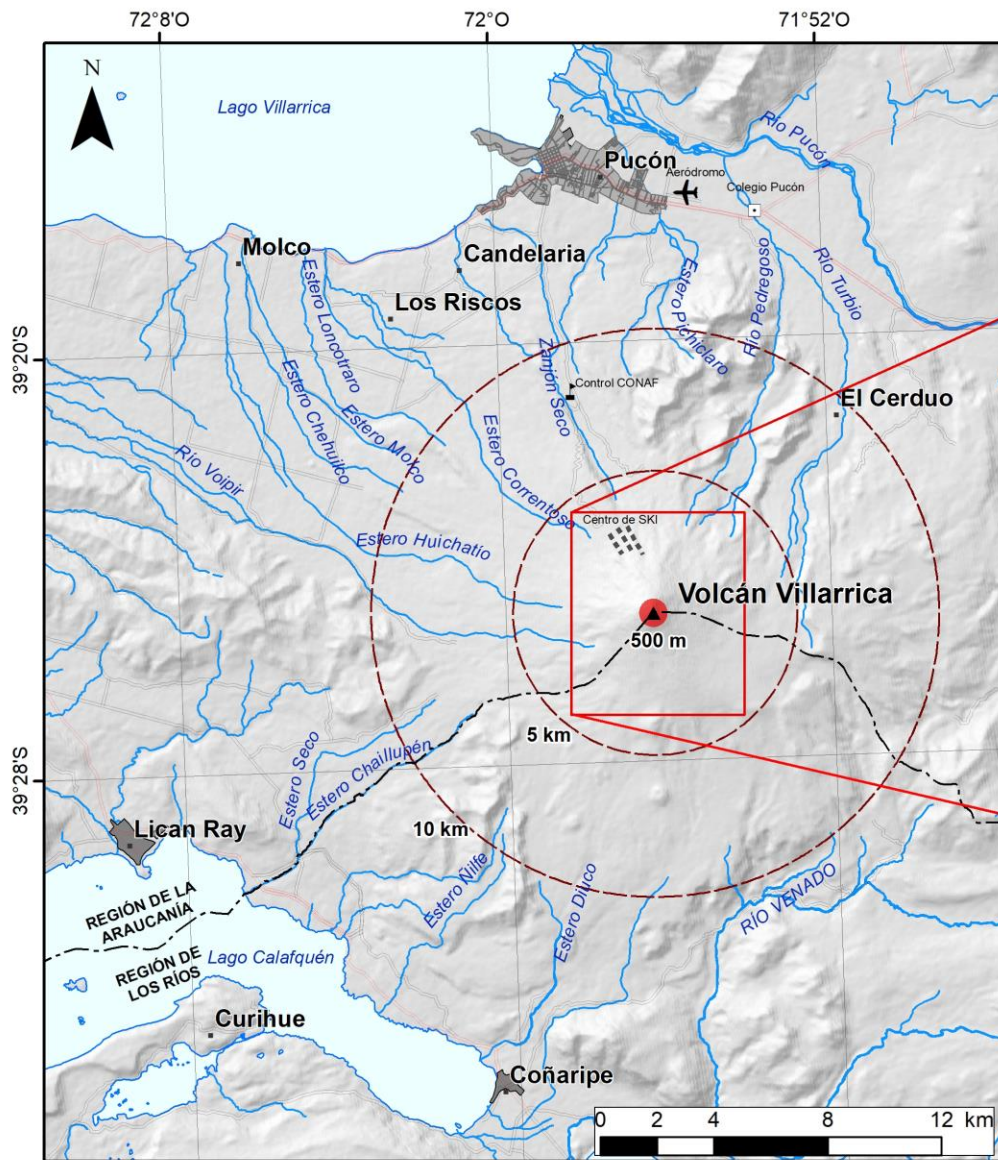 72°8'O
72°O
71°52'O
N
Lago Villarrica
Río Pucón
Pucón
Aeródromo
Colegio Pucón
Molco
Candelaria
Los Riscos
Estero Loncotraro
Estero Pichiclaro
Río Pedregoso
Río Turbio
39°20'S
Zanjón Seco
Control CONAF
El Cerduo
Estero Chehuilco
Estero Molco
Estero Correntoso
Río Voipir
Centro de SKI
Estero Huichatio
Volcán Villarrica
500 m
5 km
39°28'S
Estero Seco
Estero Chaillupén
10 km
Lican Ray
Estero Ñilfe
Estero Diuco
RÍO VENADO
REGIÓN DE LA
ARAUCANÍA
REGIÓN DE
LOS RÍOS
Lago Calafquén
Curihue
Coñaripe
0 2 4 8 12 km